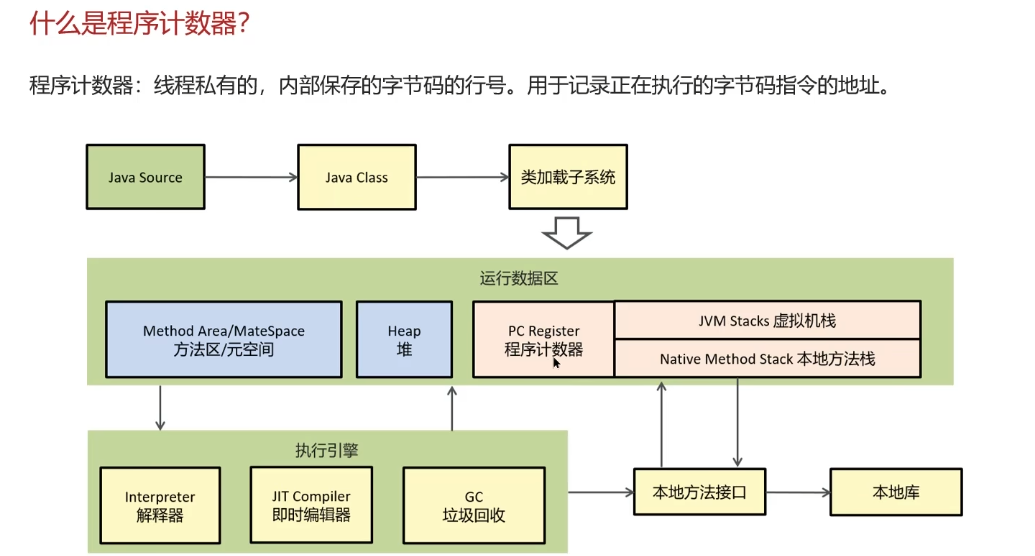 什么是程序计数器？
程序计数器：线程私有的，内部保存的字节码的行号。用于记录正在执行的字节码指令的地址。
Java Source
Java Class
类加载子系统
运行数据区
Method Area/MateSpace
方法区/元空间
Heap
堆
PC Register
程序计数器
JVM Stacks 虚拟机栈
Native Method Stack 本地方法栈
执行引擎
Interpreter
解释器
JIT Compiler
即时编辑器
GC
垃圾回收
本地方法接口
本地库